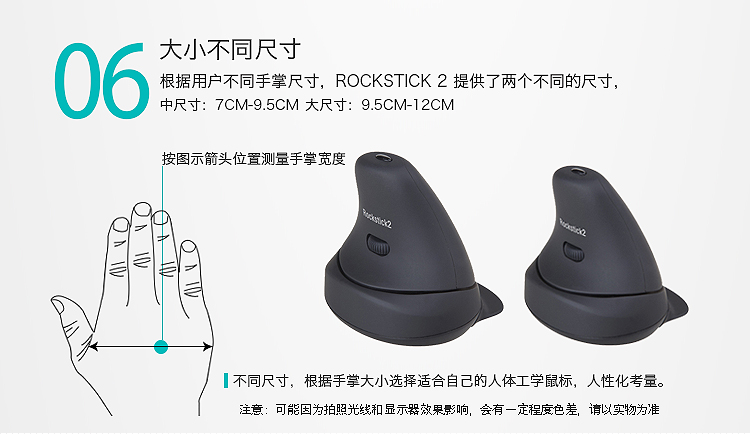 06
大小不同尺寸
根据用户不同手掌尺寸，ROCKSTICK 2 提供了两个不同的尺寸，
中尺寸：7CM-9.5CM 大尺寸：9.5CM-12CM
按图示箭头位置测量手掌宽度
Rockstick2
Rockstick2
不同尺寸，根据手掌大小选择适合自己的人体工学鼠标，人性化考量。
注意：可能因为拍照光线和显示器效果影响，会有一定程度色差，请以实物为准